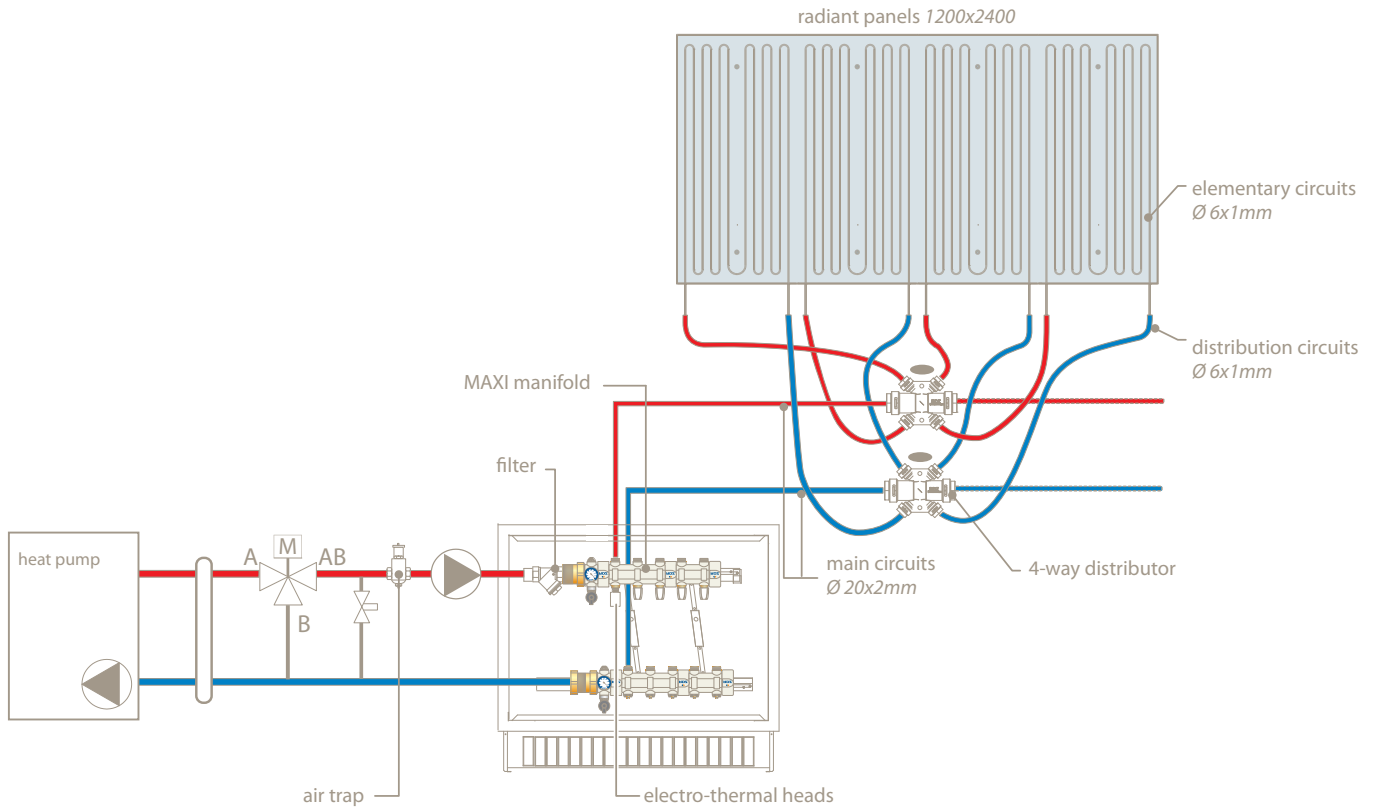 radiant panels 1200x2400
elementary circuits
Ø 6x1mm
distribution circuits
Ø 6x1mm
MAXI manifold
filter
heat pump
A
M
AB
B
main circuits
Ø 20x2mm
4-way distributor
air trap
electro-thermal heads